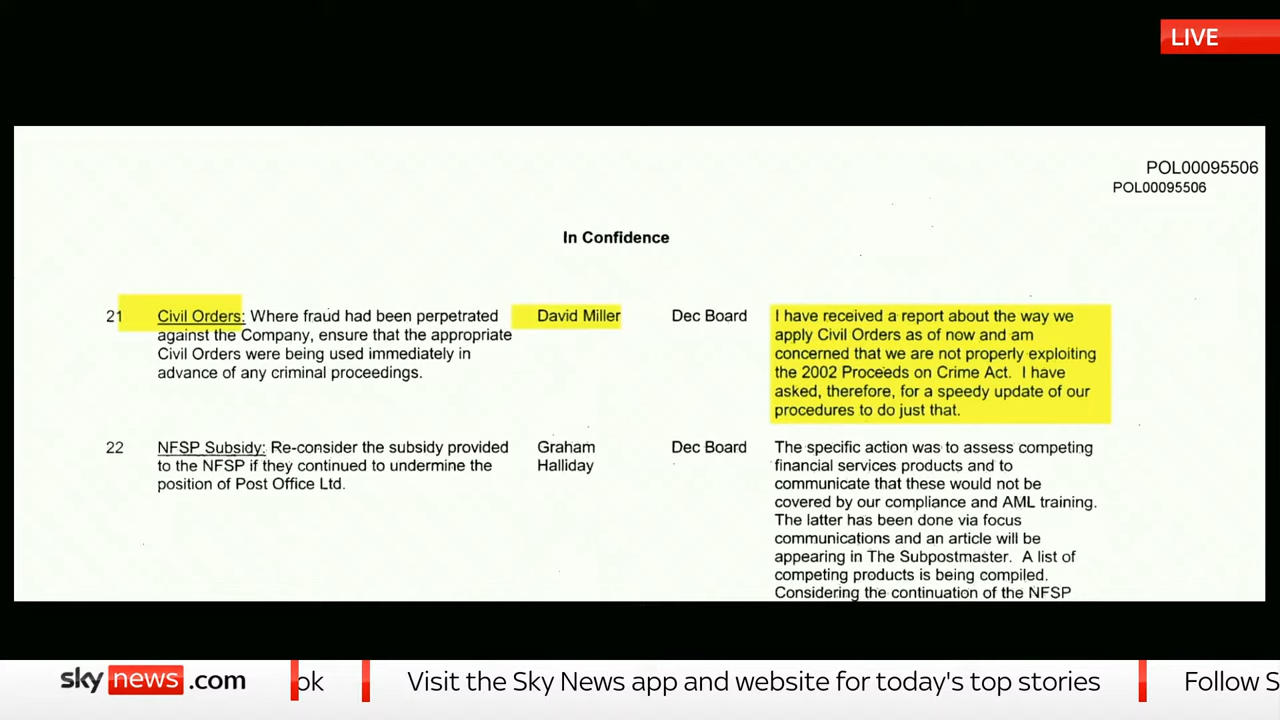 LIVE
POL00095506
POL00095506
In Confidence
21 Civil Orders: Where fraud had been perpetrated against the Company, ensure that the appropriate Civil Orders were being used immediately in advance of any criminal proceedings.
David Miller
Dec Board
I have received a report about the way we
apply Civil Orders as of now and am
concerned that we are not properly exploiting
the 2002 Proceeds on Crime Act. I have
asked, therefore, for a speedy update of our
procedures to do just that.
22 NFSP Subsidy: Re-consider the subsidy provided
to the NFSP if they continued to undermine the
position of Post Office Ltd.
Graham
Halliday
Dec Board
The specific action was to assess competing
financial services products and to
communicate that these would not be
covered by our compliance and AML training.
The latter has been done via focus
communications and an article will be
appearing in The Subpostmaster. A list of
competing products is being compiled.
Considering the continuation of the NFSP
sky news .com
ok
Visit the Sky News app and website for today's top stories
Follow S